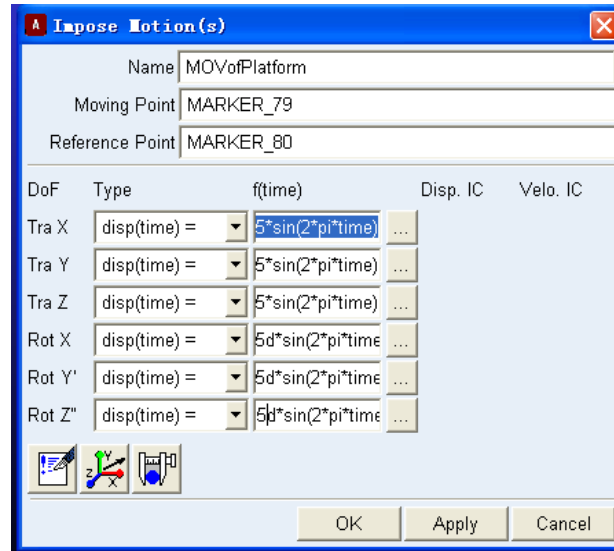 A Impose Motion(s)
Name MOVofPlatform
Moving Point MARKER_79
Reference Point MARKER_80
DoF Type f(time) Disp. IC Velo. IC
Tra X disp(time) = 5*sin(2*pi*time) ...
Tra Y disp(time) = 5*sin(2*pi*time) ...
Tra Z disp(time) = 5*sin(2*pi*time) ...
Rot X disp(time) = 5d*sin(2*pi*time ...
Rot Y' disp(time) = 5d*sin(2*pi*time ...
Rot Z" disp(time) = 5d*sin(2*pi*time ...
Z Y X
OK Apply Cancel